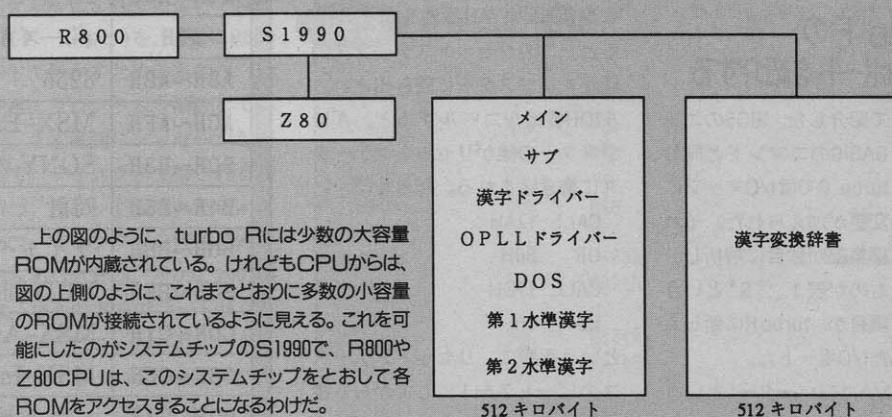 R800
S1990
Z80
上の図のように、turbo Rには少数の大容量
ROMが内蔵されている。けれどもCPUからは、
図の上側のように、これまでどおりに多数の小容量
のROMが接続されているように見える。これを可
能にしたのがシステムチップのS1990で、R800や
Z80CPUは、このシステムチップをとおして各
ROMをアクセスすることになるわけだ。
メイン
サブ
漢字ドライバー
OPLLドライバー
DOS
第1水準漢字
第2水準漢字
512キロバイト
漢字変換辞書
512キロバイト